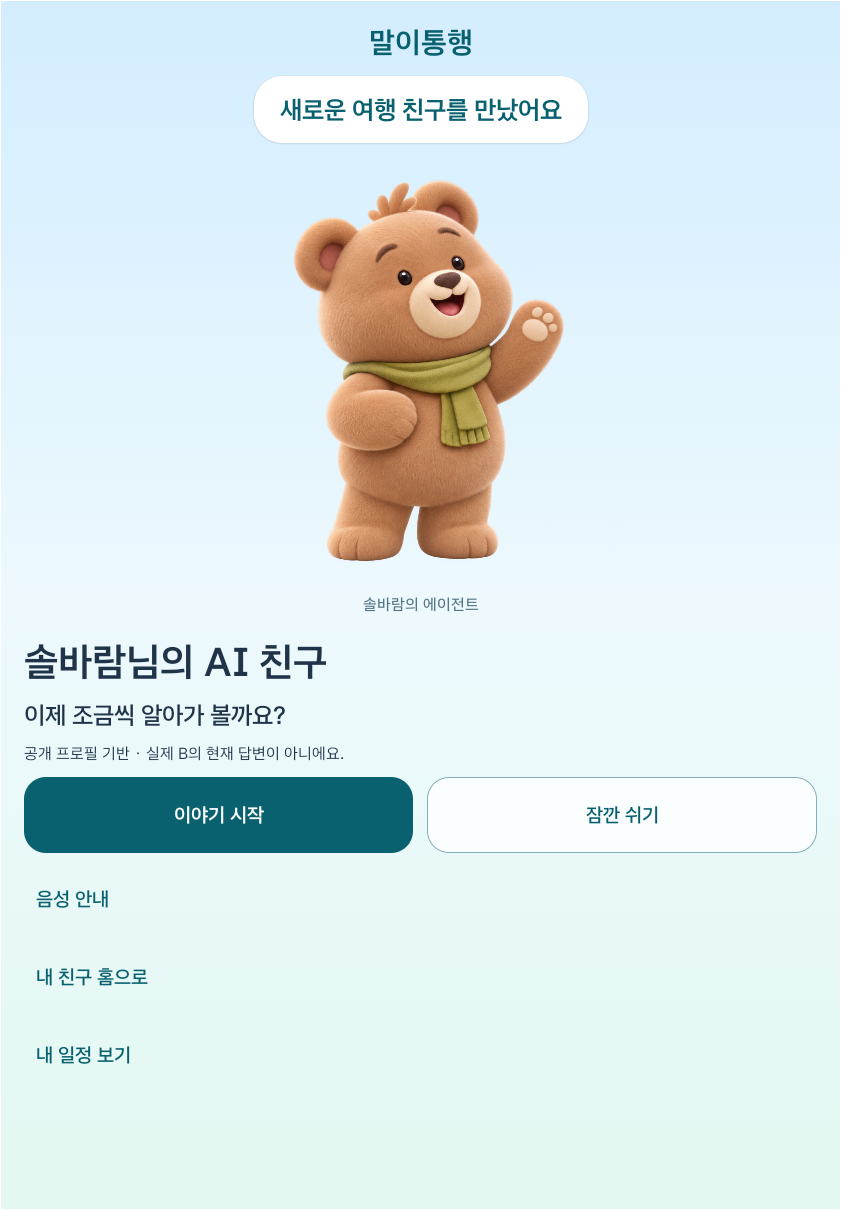 말이통행
새로운 여행 친구를 만났어요
솔바람의 에이전트
솔바람님의 AI 친구
이제 조금씩 알아가 볼까요?
공개 프로필 기반 · 실제 B의 현재 답변이 아니에요.
이야기 시작
잠깐 쉬기
음성 안내
내 친구 홈으로
내 일정 보기